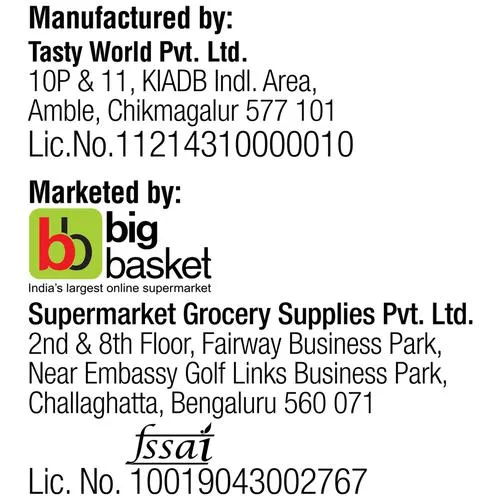 Manufactured by:
Tasty World Pvt. Ltd.
10P & 11, KIADB Indl. Area,
Amble, Chikmagalur 577 101
Lic.No.11214310000010
Marketed by:
bb big
basket
India's largest online supermarket
Supermarket Grocery Supplies Pvt. Ltd.
2nd & 8th Floor, Fairway Business Park,
Near Embassy Golf Links Business Park,
Challaghatta, Bengaluru 560 071
fssai
Lic. No. 10019043002767